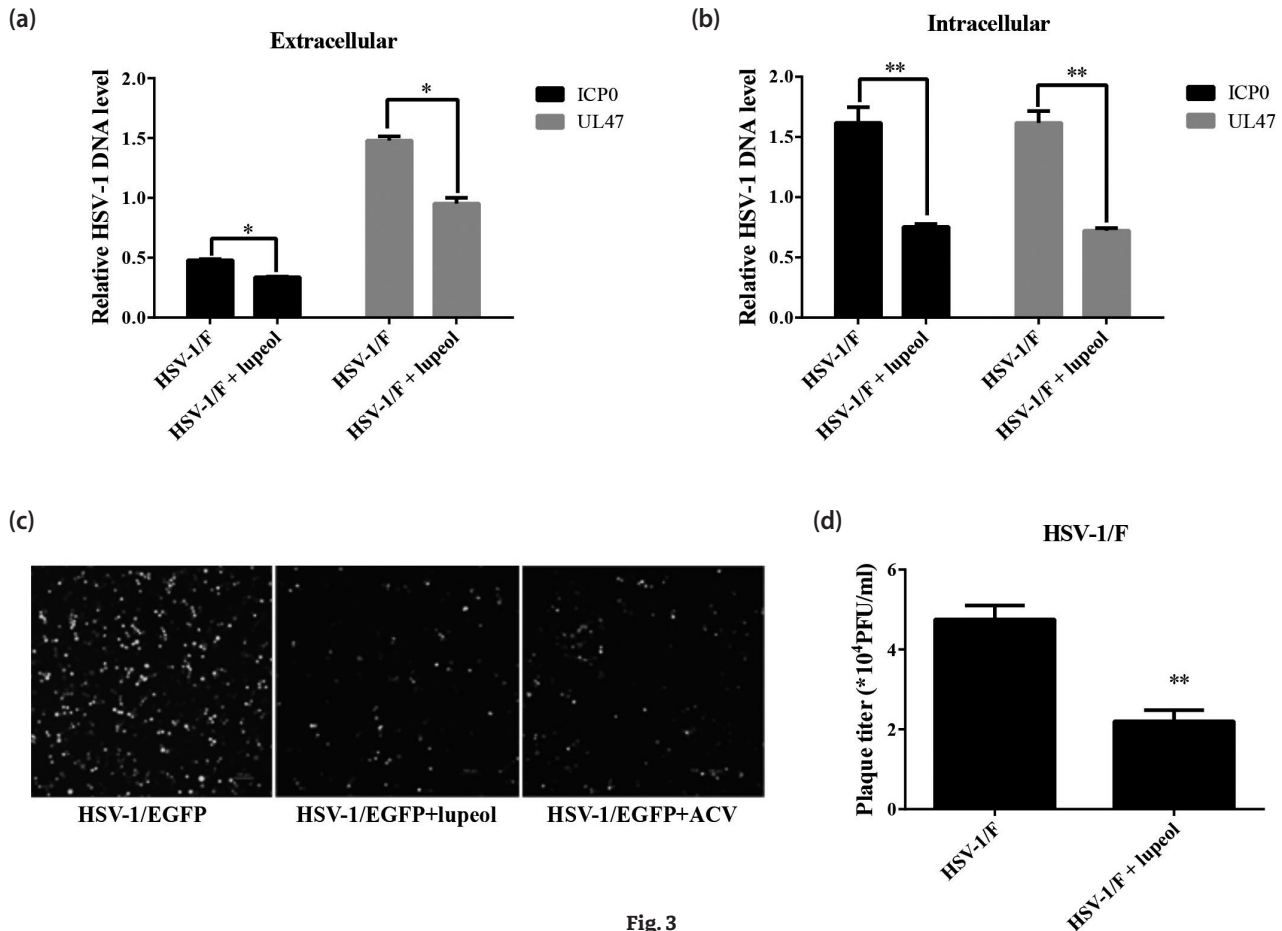 (a)
Extracellular
Relative HSV-1 DNA level
2.0
1.5
1.0
0.5
0.0
*
*
ICP0
UL47
HSV-1/F
HSV-1/F + lupeol
HSV-1/F
HSV-1/F + lupeol
(b)
Intracellular
Relative HSV-1 DNA level
2.0
1.5
1.0
0.5
0.0
**
**
ICP0
UL47
HSV-1/F
HSV-1/F + lupeol
HSV-1/F
HSV-1/F + lupeol
(c)
HSV-1/EGFP
HSV-1/EGFP+lupeol
HSV-1/EGFP+ACV
(d)
HSV-1/F
Plaque titer (*10⁴PFU/ml)
6
4
2
0
**
HSV-1/F
HSV-1/F + lupeol
Fig. 3